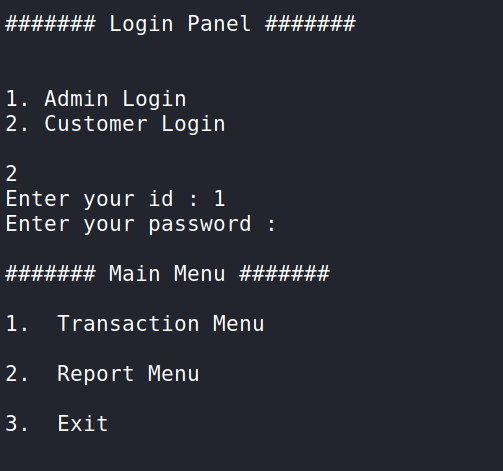 ####### Login Panel #######
1. Admin Login
2. Customer Login
2
Enter your id : 1
Enter your password :
####### Main Menu #######
1.  Transaction Menu
2.  Report Menu
3.  Exit